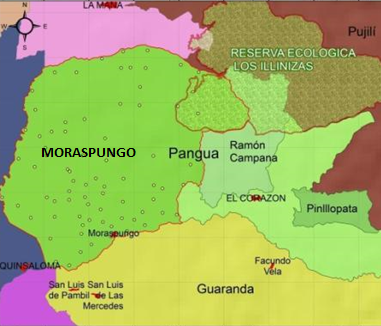 LA MANA
N
W
E
S
Pujilí
RESERVA ECOLOGICA
LOS ILLINIZAS
MORASPUNGO
Pangua
Ramón
Campana
EL CORAZON
Pinllopata
Moraspungo
QUINSALOMA
Facundo
Vela
San Luis
de Pambil
San Luis
de Las
Mercedes
Guaranda